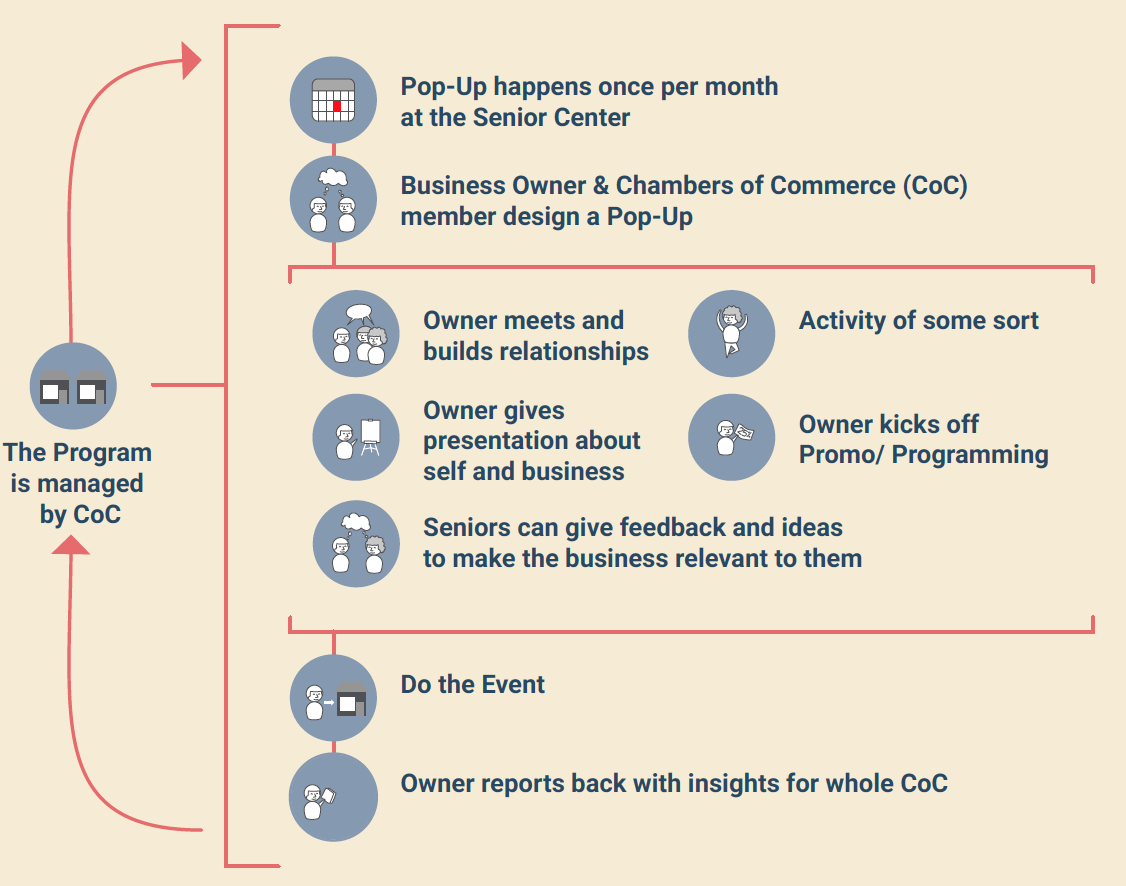 Pop-Up happens once per month
at the Senior Center
Business Owner & Chambers of Commerce (CoC)
member design a Pop-Up
Owner meets and
builds relationships
Activity of some sort
Owner gives
presentation about
self and business
Owner kicks off
Promo/ Programming
25%
Seniors can give feedback and ideas
to make the business relevant to them
The Program
is managed
by CoC
Do the Event
Owner reports back with insights for whole CoC